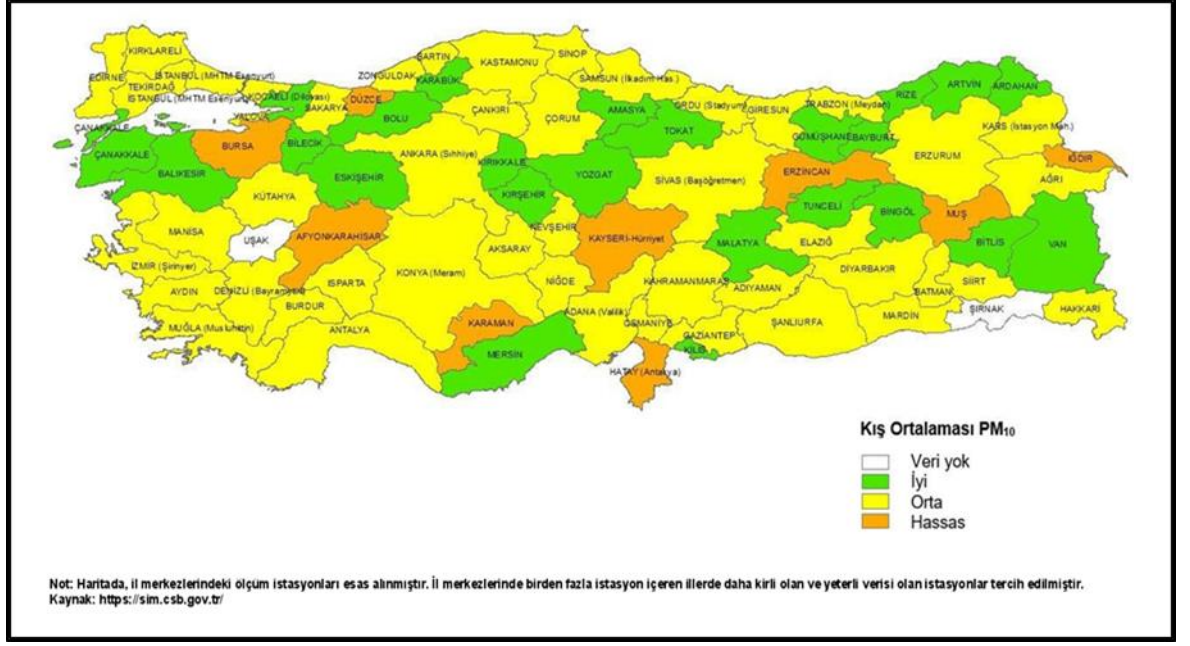 KIRKLARELİ
EDİRNE
TEKİRDAĞ
İSTANBUL (MHTM Esenyurt)
İSTANBUL (MHTM Esenyurt)
KOCAELİ (Dilovası)
YALOVA
SAKARYA
DÜZCE
ZONGULDAK
BARTIN
KARABÜK
KASTAMONU
SİNOP
SAMSUN (İlkadım Has.)
BOLU
ÇANKIRI
ÇORUM
AMASYA
TOKAT
ORDU (Stadyum)
GİRESUN
TRABZON (Meydan)
RİZE
ARTVİN
ARDAHAN
GÜMÜŞHANE
BAYBURT
KARS (İstasyon Mah.)
ERZURUM
IĞDIR
AĞRI
ÇANAKKALE
ÇANAKKALE
BALIKESİR
BURSA
BİLECİK
ESKİŞEHİR
ANKARA (Sıhhiye)
KIRIKKALE
KIRŞEHİR
YOZGAT
SİVAS (Başöğretmen)
ERZİNCAN
TUNCELİ
BİNGÖL
MUŞ
BİTLİS
VAN
KÜTAHYA
MANİSA
UŞAK
AFYONKARAHİSAR
NEVŞEHİR
KAYSERİ-Hürriyet
AKSARAY
MALATYA
ELAZIĞ
DİYARBAKIR
BATMAN
SİİRT
ŞIRNAK
HAKKARİ
İZMİR (Şirinyer)
AYDIN
DENİZLİ
ISPARTA
BURDUR
KONYA (Meram)
NİĞDE
KAHRAMANMARAŞ
ADIYAMAN
MUĞLA
ANTALYA
KARAMAN
MERSİN
ADANA (Valilik)
OSMANİYE
GAZİANTEP
KİLİS
ŞANLIURFA
MARDİN
HATAY (Antakya)
Kış Ortalaması PM₁₀
Veri yok
İyi
Orta
Hassas
Not: Haritada, il merkezlerindeki ölçüm istasyonları esas alınmıştır. İl merkezlerinde birden fazla istasyon içeren illerde daha kirli olan ve yeterli verisi olan istasyonlar tercih edilmiştir.
Kaynak: https://sim.csb.gov.tr/